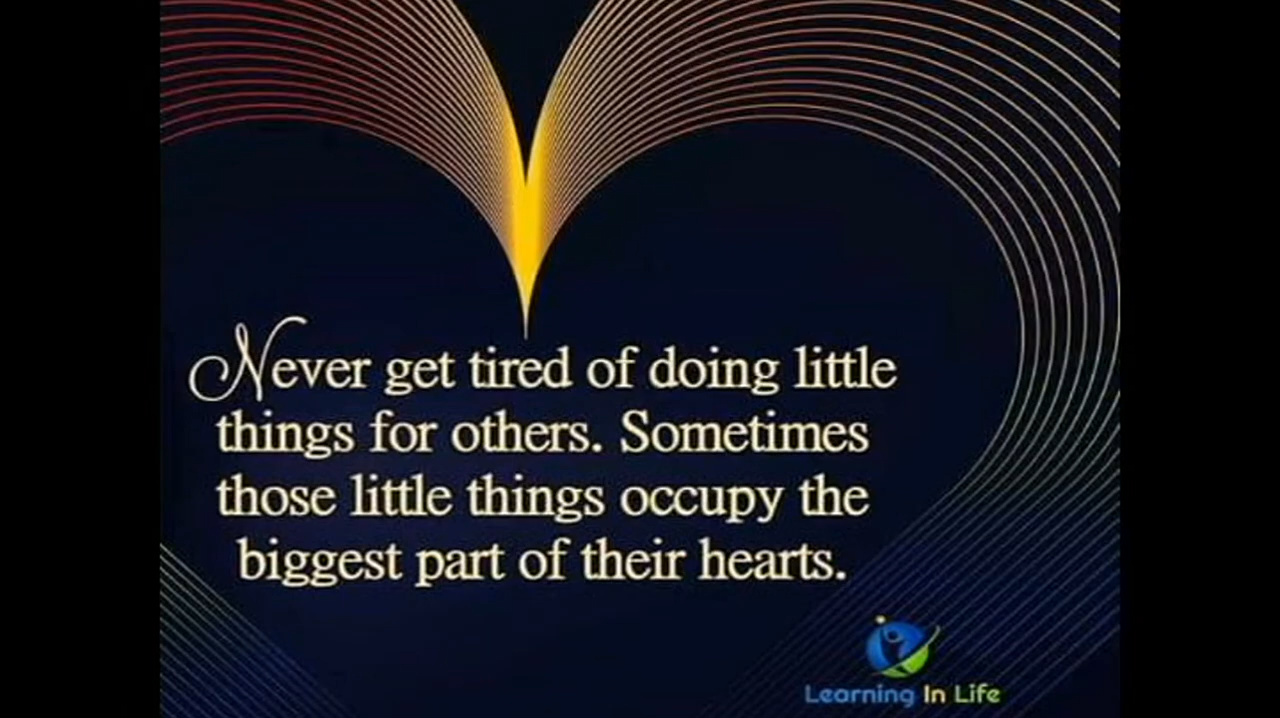 Never get tired of doing little
things for others. Sometimes
those little things occupy the
biggest part of their hearts.
Learning In Life